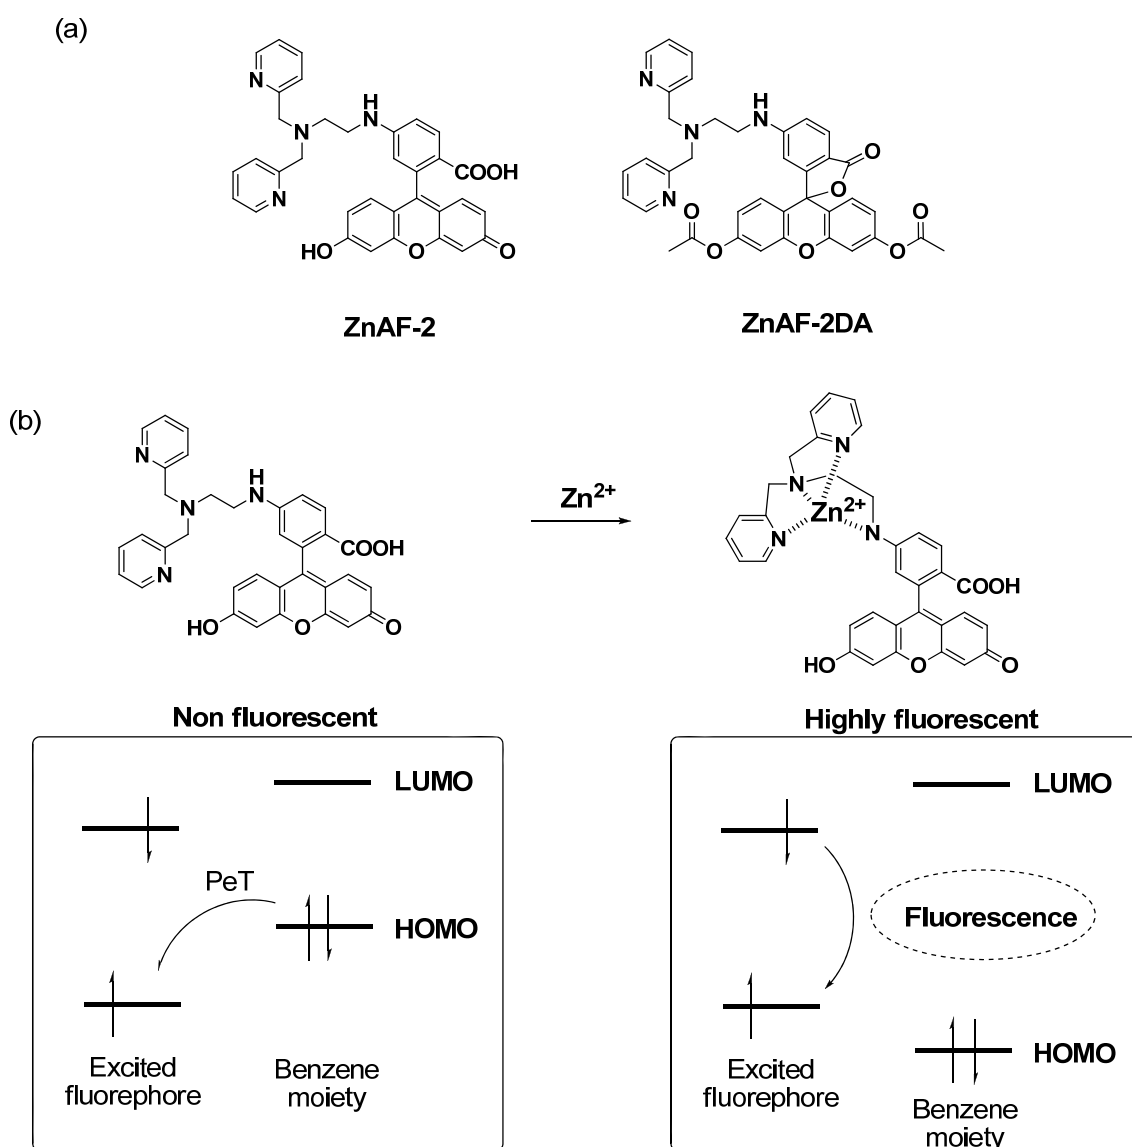 (a)
N
N
N
H
N
COOH
HO
O
O
ZnAF-2
N
N
N
H
N
O
O
O
O
O
O
O
ZnAF-2DA
(b)
N
N
N
H
N
COOH
HO
O
O
Zn2+
N
N
Zn2+
N
N
COOH
HO
O
O
Non fluorescent
Highly fluorescent
LUMO
PeT
HOMO
Excited
fluorephore
Benzene
moiety
LUMO
Fluorescence
HOMO
Excited
fluorephore
Benzene
moiety